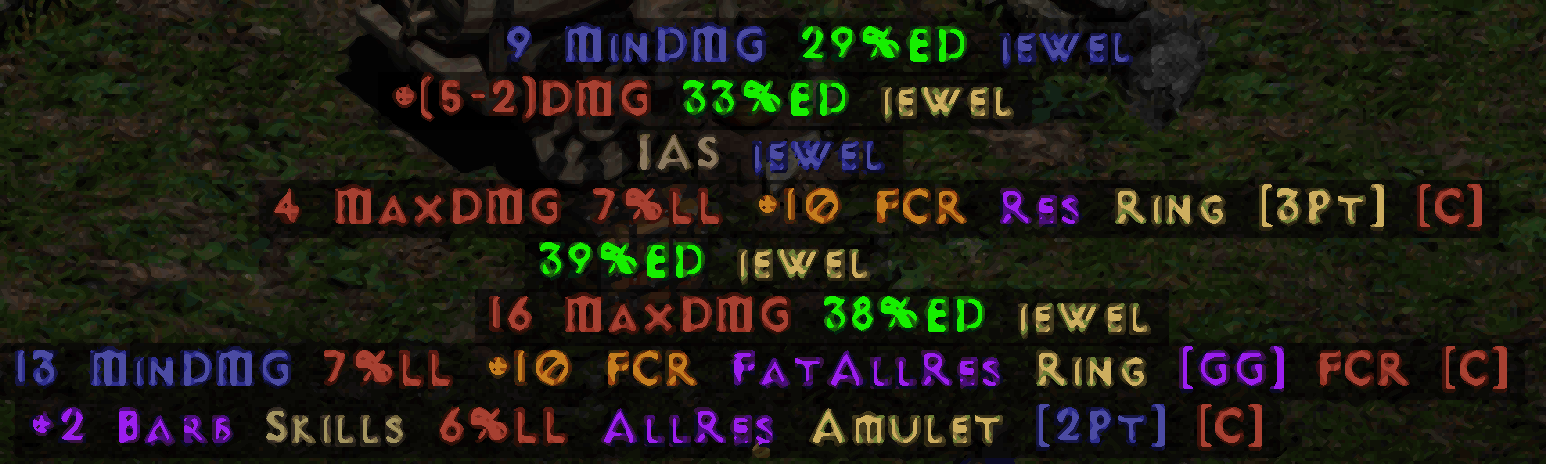 9 MinDMG 29%ED Jewel
+(5-2)DMG 33%ED Jewel
IAS Jewel
4 MaxDMG 7%LL +10 FCR Res Ring [3Pt] [C]
39%ED Jewel
16 MaxDMG 38%ED Jewel
13 MinDMG 7%LL +10 FCR FatAllRes Ring [GG] FCR [C]
+2 Barb Skills 6%LL AllRes Amulet [2Pt] [C]